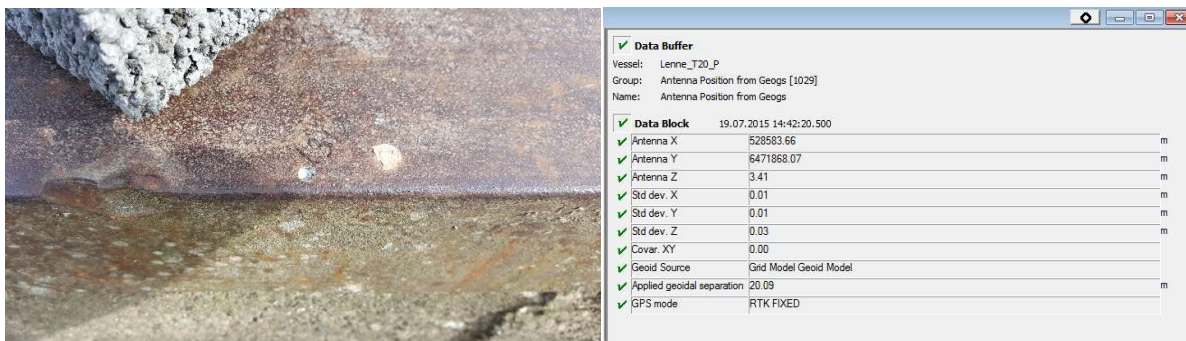 Data Buffer
Vessel: Lenne_T20_P
Group: Antenna Position from Geogs [1029]
Name: Antenna Position from Geogs
Data Block 19.07.2015 14:42:20.500
Antenna X 528583.66 m
Antenna Y 6471868.07 m
Antenna Z 3.41 m
Std dev. X 0.01 m
Std dev. Y 0.01 m
Std dev. Z 0.03 m
Covar. XY 0.00
Geoid Source Grid Model Geoid Model
Applied geoidal separation 20.09 m
GPS mode RTK FIXED